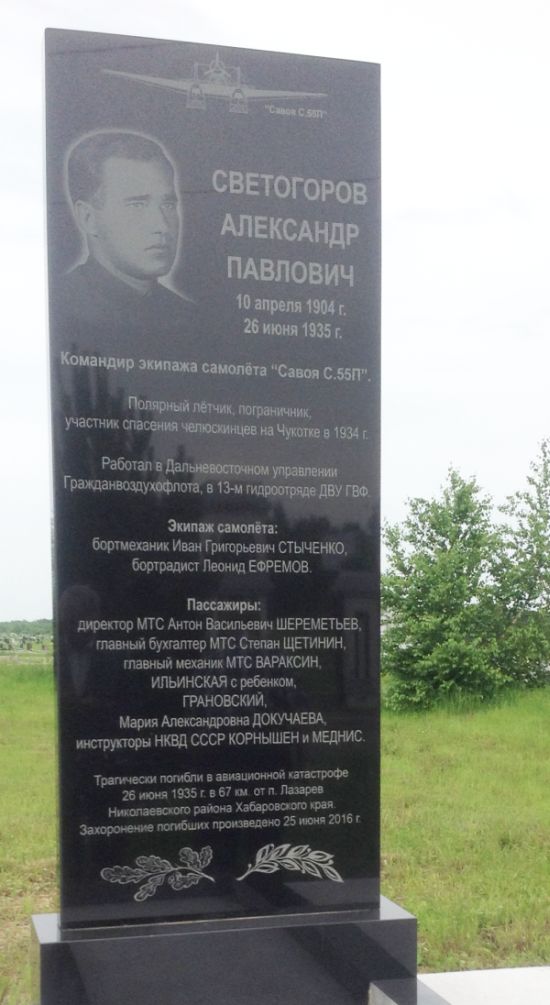 "Савоя С.55П"
СВЕТОГОРОВ
АЛЕКСАНДР
ПАВЛОВИЧ
10 апреля 1904 г.
26 июня 1935 г.
Командир экипажа самолёта "Савоя С.55П".
Полярный лётчик, пограничник,
участник спасения челюскинцев на Чукотке в 1934 г.
Работал в Дальневосточном управлении
Гражданвоздухофлота, в 13-м гидроотряде ДВУ ГВФ.
Экипаж самолёта:
бортмеханик Иван Григорьевич СТЫЧЕНКО,
бортрадист Леонид ЕФРЕМОВ.
Пассажиры:
директор МТС Антон Васильевич ШЕРЕМЕТЬЕВ,
главный бухгалтер МТС Степан ЩЕТИНИН,
главный механик МТС ВАРАКСИН,
ИЛЬИНСКАЯ с ребенком,
ГРАНОВСКИЙ,
Мария Александровна ДОКУЧАЕВА,
инструкторы НКВД СССР КОРНЫШЕН и МЕДНИС.
Трагически погибли в авиационной катастрофе
26 июня 1935 г. в 67 км. от п. Лазарев
Николаевского района Хабаровского края.
Захоронение погибших произведено 25 июня 2016 г.